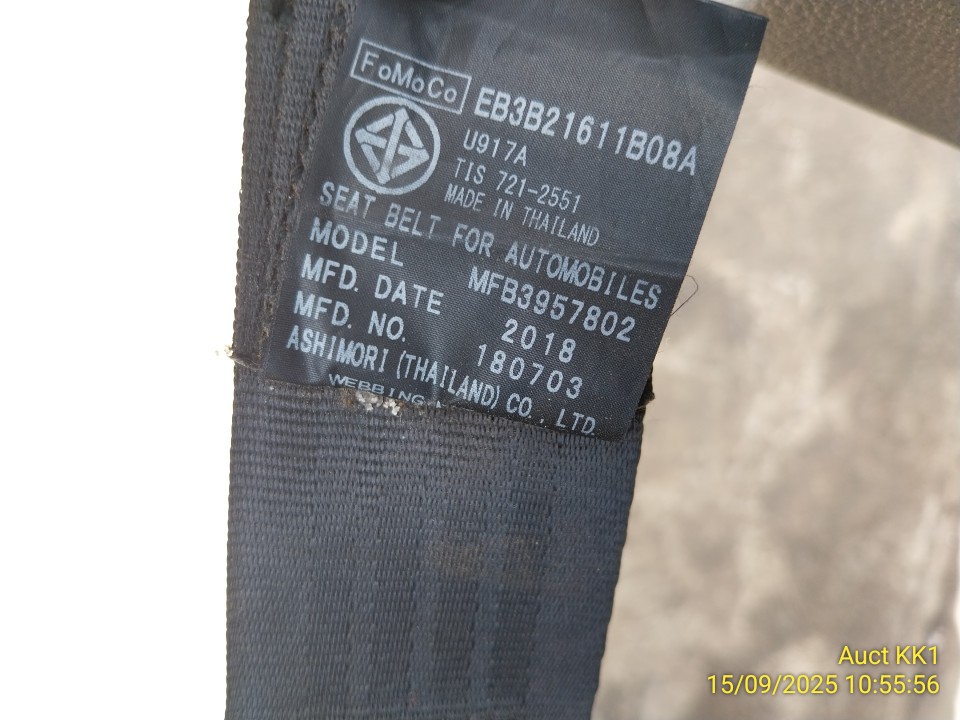 FoMoCo EB3B21611B08A
U917A
TIS 721-2551
MADE IN THAILAND
SEAT BELT FOR AUTOMOBILES
MODEL MFB3957802
MFD. DATE 2018
MFD. NO. 180703
ASHIMORI (THAILAND) CO., LTD.
WEBBING
Auct KK1
15/09/2025 10:55:56